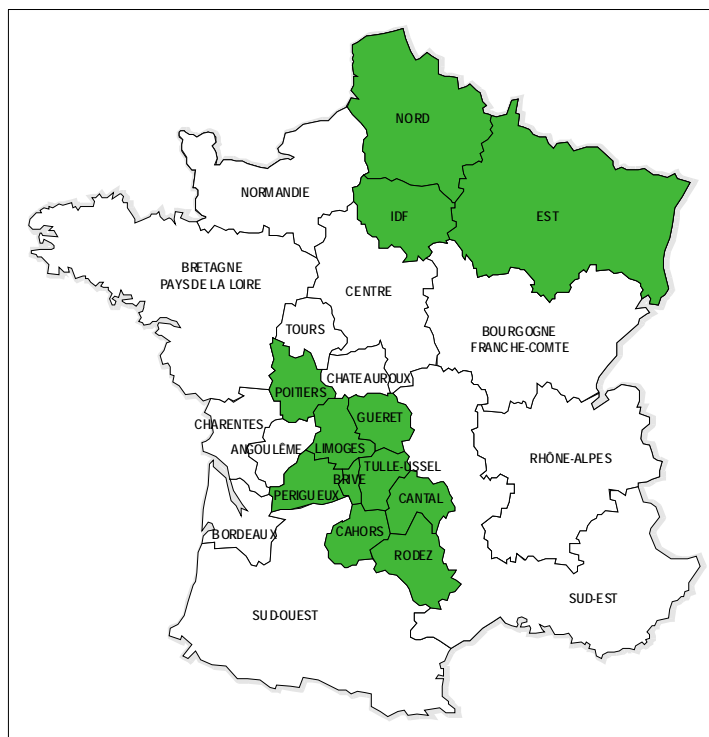 NORD
NORMANDIE
IDF
EST
BRETAGNE
PAYS DE LA LOIRE
CENTRE
TOURS
BOURGOGNE
FRANCHE-COMTE
CHATEAUROUX
POITIERS
CHARENTES
GUERET
ANGOULÊME
LIMOGES
RHÔNE-ALPES
TULLE-USSEL
BRIVE
PERIGUEUX
CANTAL
BORDEAUX
CAHORS
RODEZ
SUD-EST
SUD-OUEST